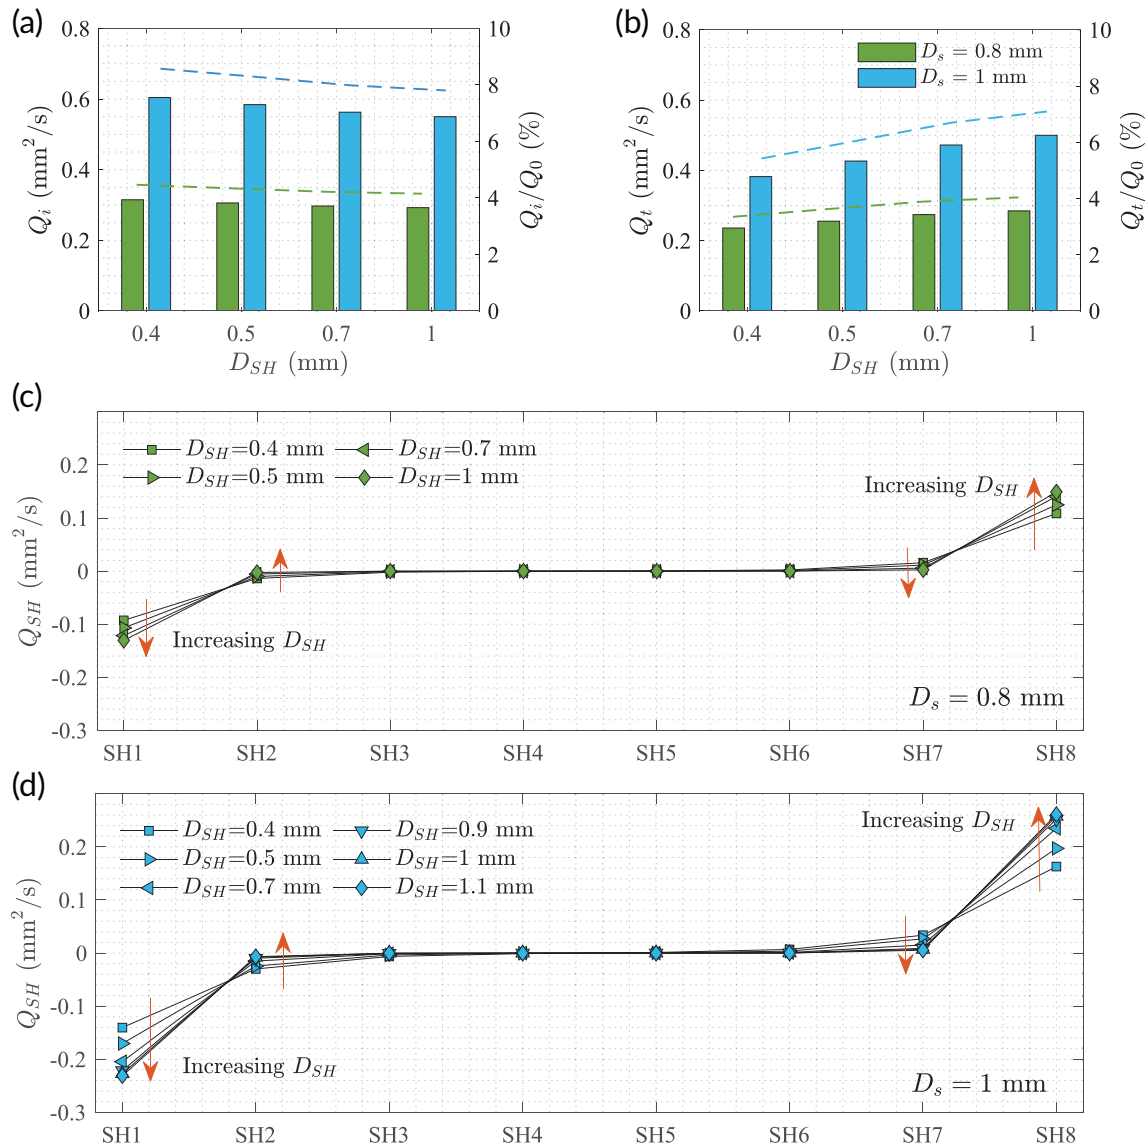 (a)
0.8
0.6
0.4
0.2
0
Q_i (mm²/s)
10
8
6
4
2
0
Q_i/Q_0 (%)
0.4 0.5 0.7 1
D_SH (mm)
(b)
D_s = 0.8 mm
D_s = 1 mm
0.8
0.6
0.4
0.2
0
Q_t (mm²/s)
10
8
6
4
2
0
Q_t/Q_0 (%)
0.4 0.5 0.7 1
D_SH (mm)
(c)
D_SH=0.4 mm D_SH=0.7 mm
D_SH=0.5 mm D_SH=1 mm
Increasing D_SH
Increasing D_SH
D_s = 0.8 mm
0.2
0.1
0
-0.1
-0.2
-0.3
Q_SH (mm²/s)
SH1 SH2 SH3 SH4 SH5 SH6 SH7 SH8
(d)
D_SH=0.4 mm D_SH=0.9 mm
D_SH=0.5 mm D_SH=1 mm
D_SH=0.7 mm D_SH=1.1 mm
Increasing D_SH
Increasing D_SH
D_s = 1 mm
0.2
0.1
0
-0.1
-0.2
-0.3
Q_SH (mm²/s)
SH1 SH2 SH3 SH4 SH5 SH6 SH7 SH8